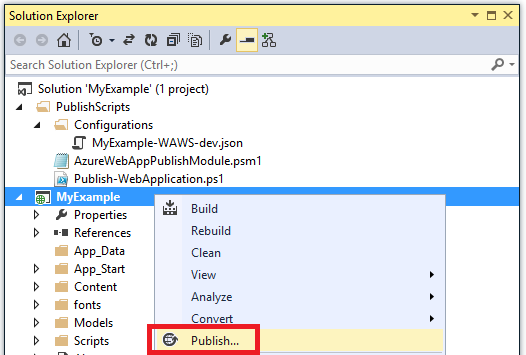 Solution Explorer
Search Solution Explorer (Ctrl+;)
Solution 'MyExample' (1 project)
PublishScripts
Configurations
MyExample-WAWS-dev.json
AzureWebAppPublishModule.psm1
Publish-WebApplication.ps1
MyExample
Properties
References
App_Data
App_Start
Content
fonts
Models
Scripts
Build
Rebuild
Clean
View
Analyze
Convert
Publish...